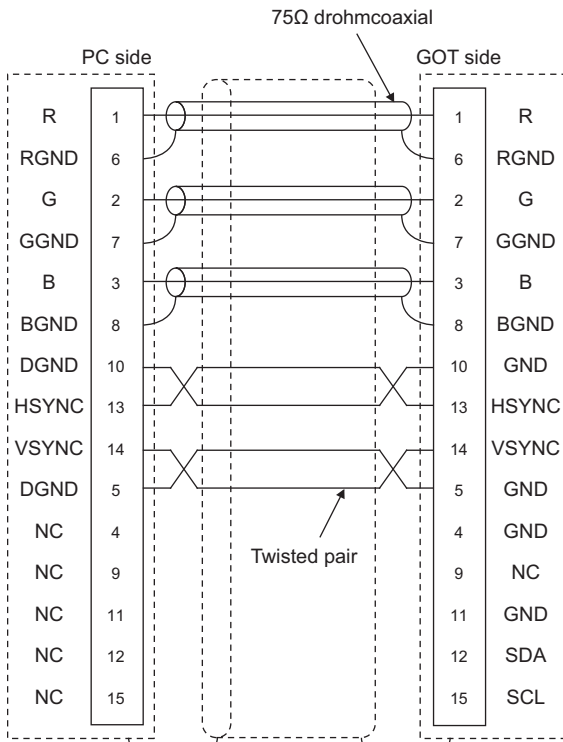 75Ω drohmcoaxial
PC side GOT side
R 1 1 R
RGND 6 6 RGND
G 2 2 G
GGND 7 7 GGND
B 3 3 B
BGND 8 8 BGND
DGND 10 10 GND
HSYNC 13 13 HSYNC
VSYNC 14 14 VSYNC
DGND 5 5 GND
NC 4 4 GND
Twisted pair
NC 9 9 NC
NC 11 11 GND
NC 12 12 SDA
NC 15 15 SCL